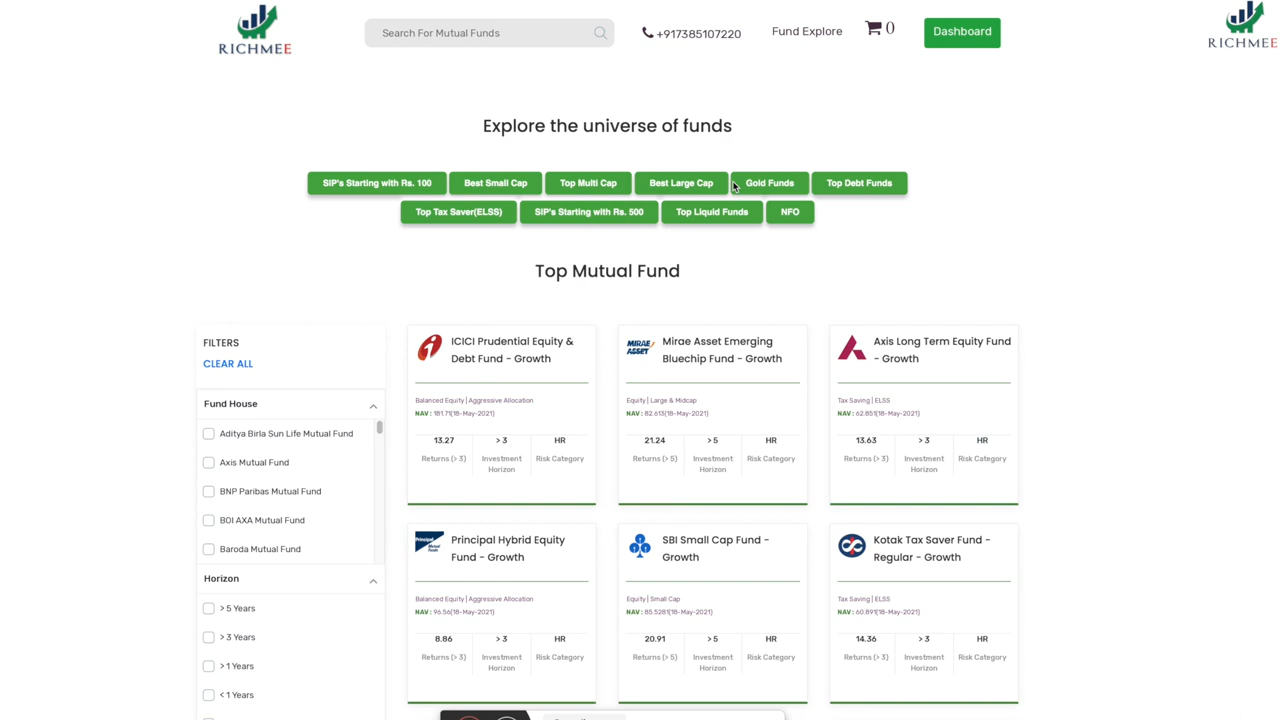 RICHMEE
Search For Mutual Funds
+917385107220
Fund Explore
0
Dashboard
RICHMEE
Explore the universe of funds
SIP's Starting with Rs. 100
Best Small Cap
Top Multi Cap
Best Large Cap
Gold Funds
Top Debt Funds
Top Tax Saver(ELSS)
SIP's Starting with Rs. 500
Top Liquid Funds
NFO
Top Mutual Fund
FILTERS
CLEAR ALL
Fund House
Aditya Birla Sun Life Mutual Fund
Axis Mutual Fund
BNP Paribas Mutual Fund
BOI AXA Mutual Fund
Baroda Mutual Fund
Horizon
> 5 Years
> 3 Years
> 1 Years
< 1 Years
ICICI Prudential Equity &
Debt Fund - Growth
Balanced Equity | Aggressive Allocation
NAV : 181.71(18-May-2021)
13.27
> 3
HR
Returns (> 3)
Investment
Horizon
Risk Category
MIRAE ASSET
Mirae Asset Emerging
Bluechip Fund - Growth
Equity | Large & Midcap
NAV : 82.613(18-May-2021)
21.24
> 5
HR
Returns (> 5)
Investment
Horizon
Risk Category
Axis Long Term Equity Fund
- Growth
Tax Saving | ELSS
NAV : 62.851(18-May-2021)
13.63
> 3
HR
Returns (> 3)
Investment
Horizon
Risk Category
Principal Mutual Funds
Principal Hybrid Equity
Fund - Growth
Balanced Equity | Aggressive Allocation
NAV : 96.56(18-May-2021)
8.86
> 3
HR
Returns (> 3)
Investment
Horizon
Risk Category
SBI Small Cap Fund -
Growth
Equity | Small Cap
NAV : 85.5281(18-May-2021)
20.91
> 5
HR
Returns (> 5)
Investment
Horizon
Risk Category
Kotak Tax Saver Fund -
Regular - Growth
Tax Saving | ELSS
NAV : 60.891(18-May-2021)
14.36
> 3
HR
Returns (> 3)
Investment
Horizon
Risk Category